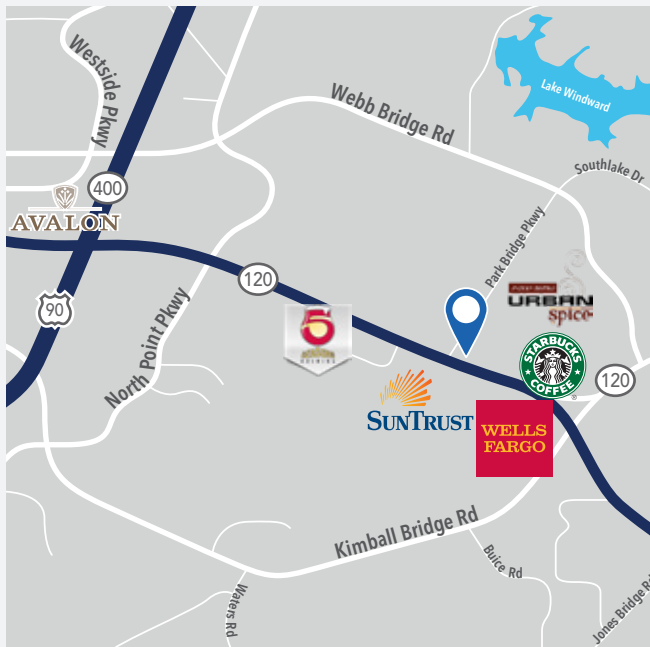 Westside Pkwy
Webb Bridge Rd
Lake Windward
Southlake Dr
400
AVALON
Park Bridge Pkwy
120
90
URBAN
spice
North Point Pkwy
5
STARBUCKS
COFFEE
®
120
SUNTRUST
WELLS
FARGO
Kimball Bridge Rd
Buice Rd
Waters Rd
Jones Bridge Rd